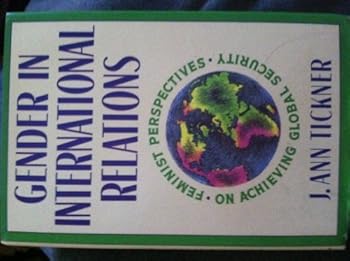 GENDER IN
INTERNATIONAL
RELATIONS
• FEMINIST PERSPECTIVES •
ON ACHIEVING GLOBAL SECURITY
J. ANN TICKNER